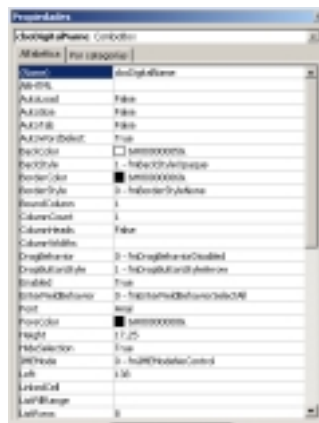 Propiedades
cboDigitalName ComboBox
Alfabética Por categorías
(Name) cboDigitalName
AutoLoad False
AutoSize False
AutoTab False
AutoWordSelect True
BackColor
BackStyle 1 - fmBackStyleOpaque
BorderColor
BorderStyle 0 - fmBorderStyleNone
BoundColumn 1
ColumnCount 1
ColumnHeads False
ColumnWidths
DragBehavior 0 - fmDragBehaviorDisabled
DropButtonStyle 1 - fmDropButtonStyleArrow
Enabled True
EnterFieldBehavior 0 - fmEnterFieldBehaviorSelectAll
Font Arial
ForeColor
Height 17,25
HideSelection True
IMEMode 0 - fmIMEModeNoControl
Left 138
LinkedCell
ListFillRange
ListRows 8